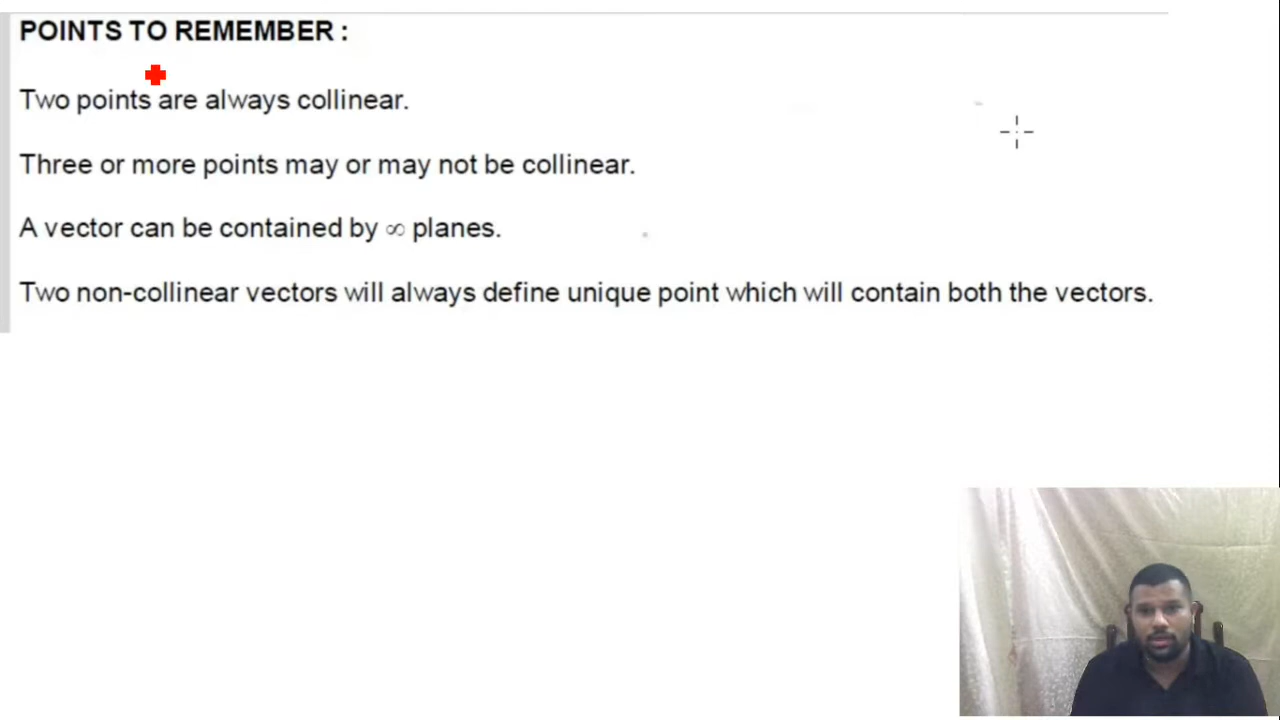 POINTS TO REMEMBER :
Two points are always collinear.
Three or more points may or may not be collinear.
A vector can be contained by ∞ planes.
Two non-collinear vectors will always define unique point which will contain both the vectors.